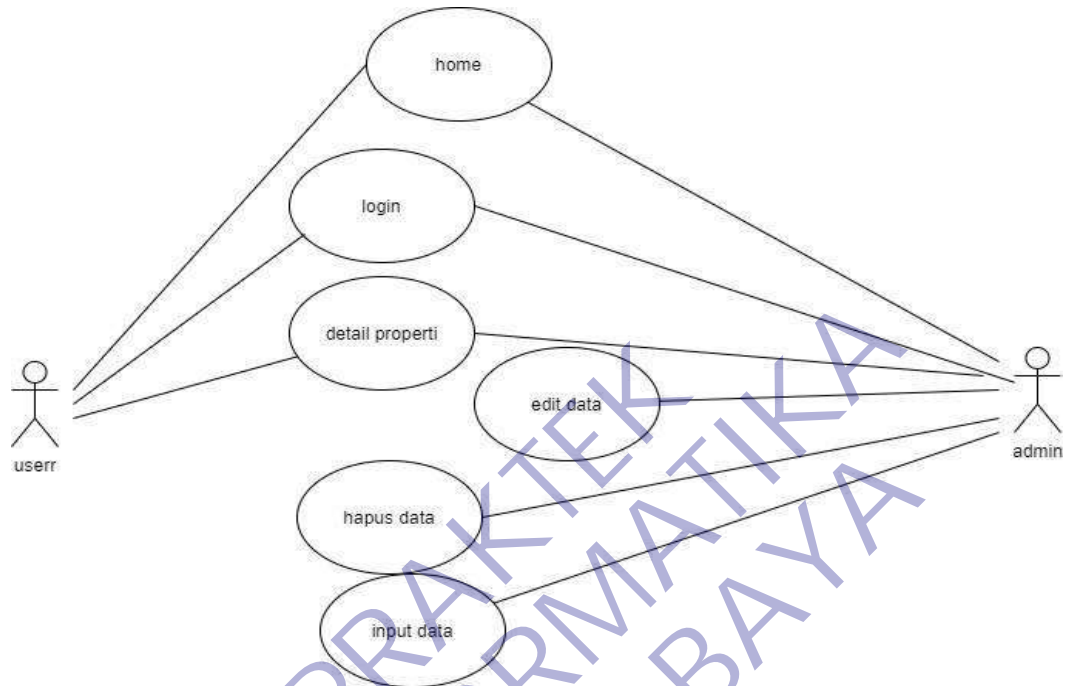 home
login
detail properti
edit data
userr
admin
hapus data
input data
PRAKTEK
RMATIKA
BAYA